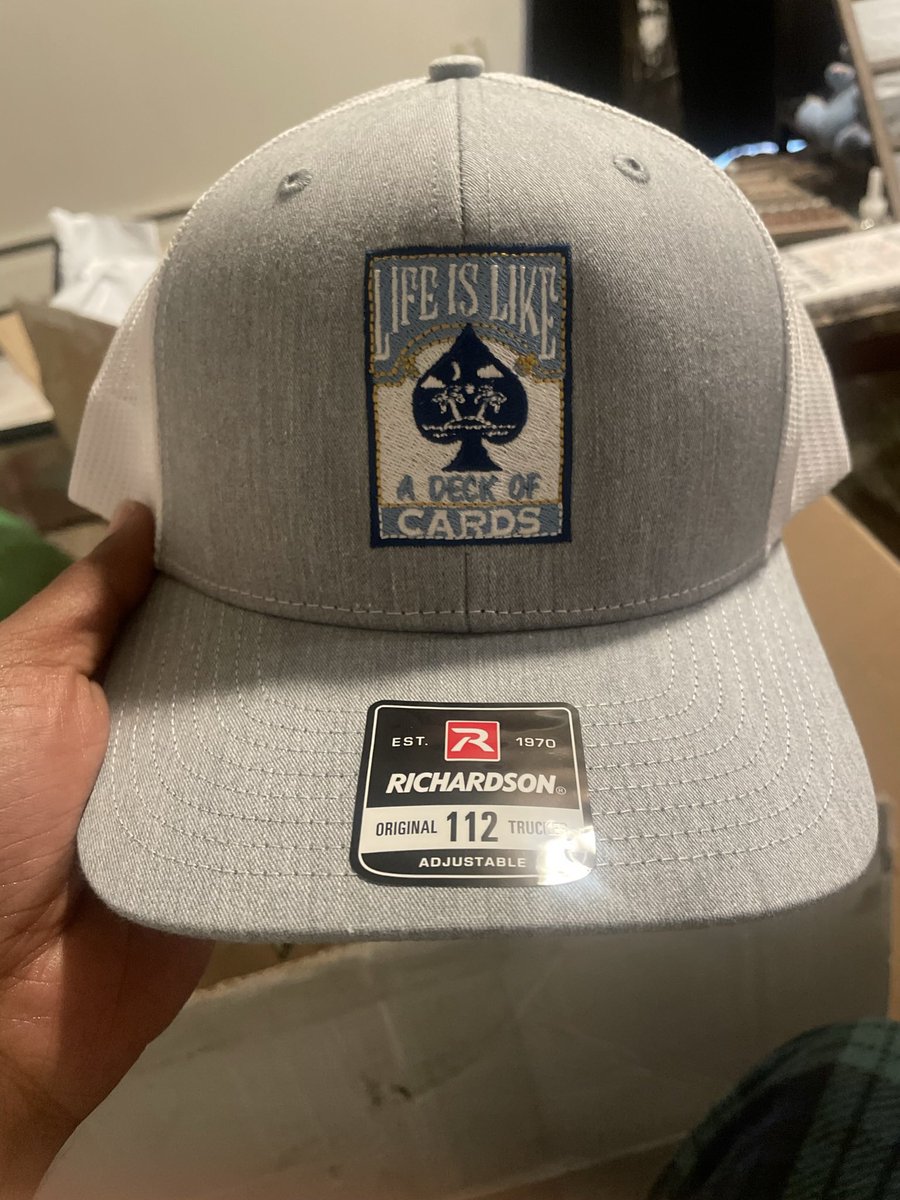 LIFE IS LIKE
A DECK OF
CARDS
EST. R 1970
RICHARDSON®
ORIGINAL 112 TRUCKER
ADJUSTABLE